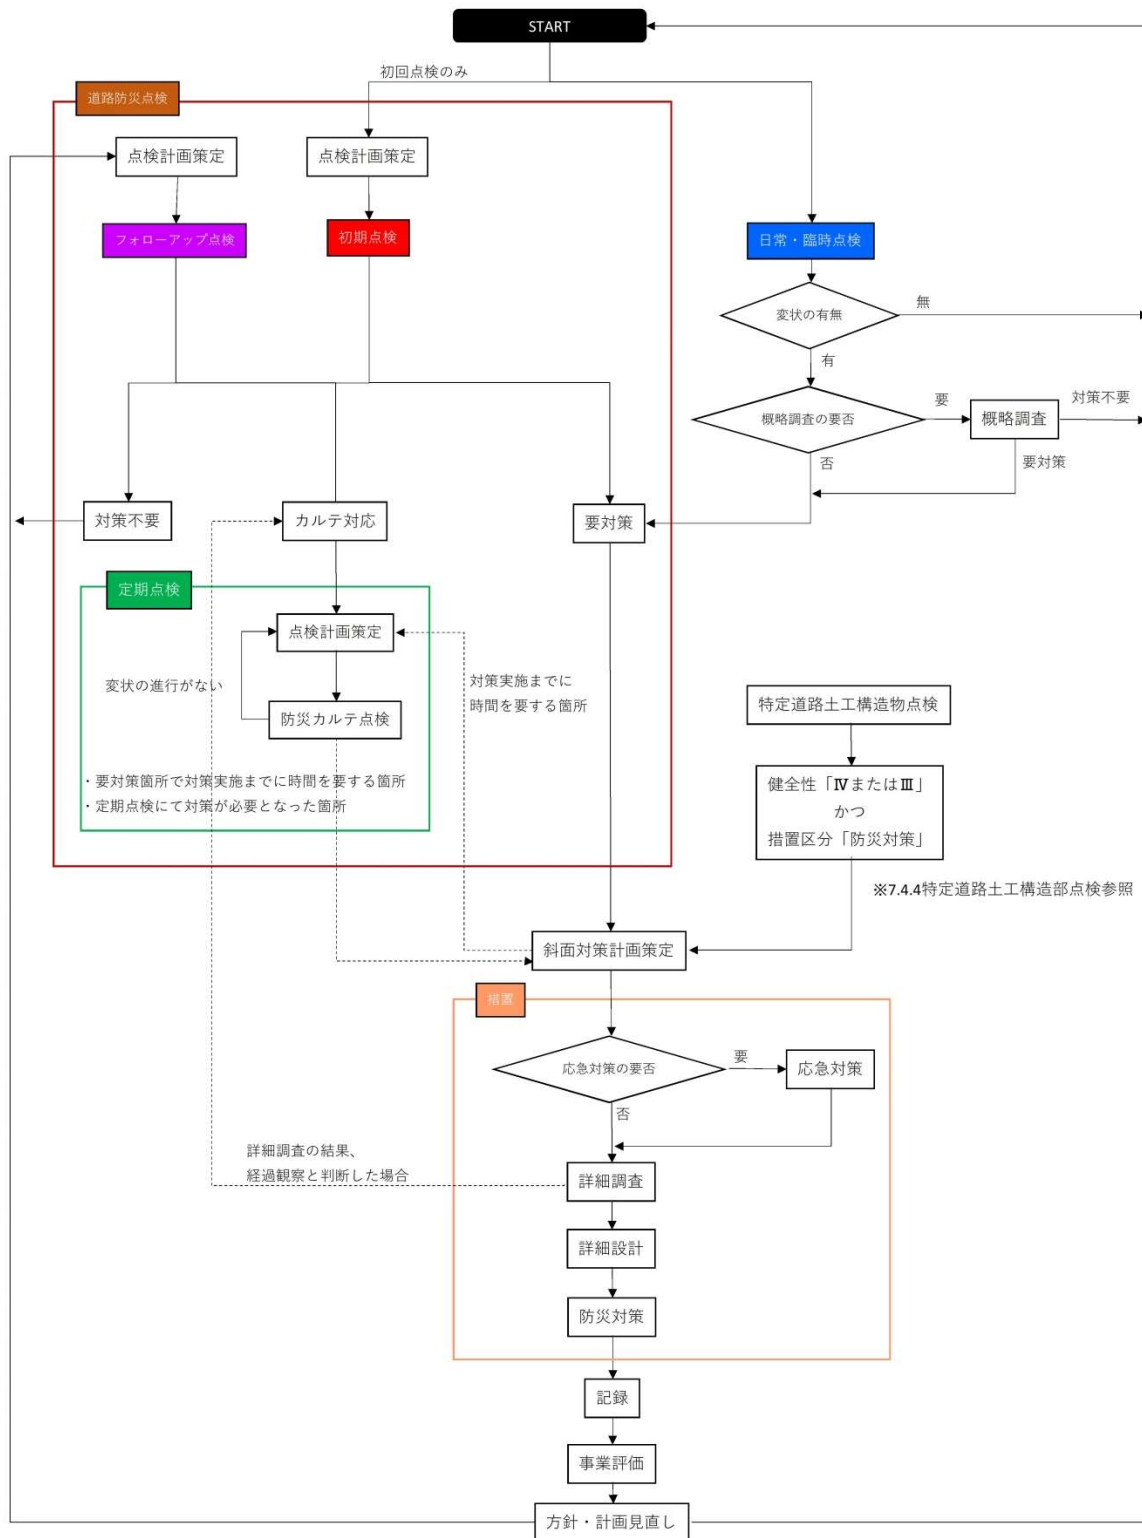 START
初回点検のみ
道路防災点検
点検計画策定
点検計画策定
フォローアップ点検
初期点検
日常・臨時点検
変状の有無
無
有
概略調査の要否
要
概略調査
対策不要
否
要対策
対策不要
カルテ対応
要対策
定期点検
点検計画策定
変状の進行がない
防災カルテ点検
対策実施までに
時間を要する箇所
・要対策箇所で対策実施までに時間を要する箇所
・定期点検にて対策が必要となった箇所
特定道路土工構造物点検
健全性「ⅣまたはⅢ」
かつ
措置区分「防災対策」
※7.4.4特定道路土工構造部点検参照
斜面対策計画策定
措置
応急対策の要否
要
応急対策
否
詳細調査の結果、
経過観察と判断した場合
詳細調査
詳細設計
防災対策
記録
事業評価
方針・計画見直し